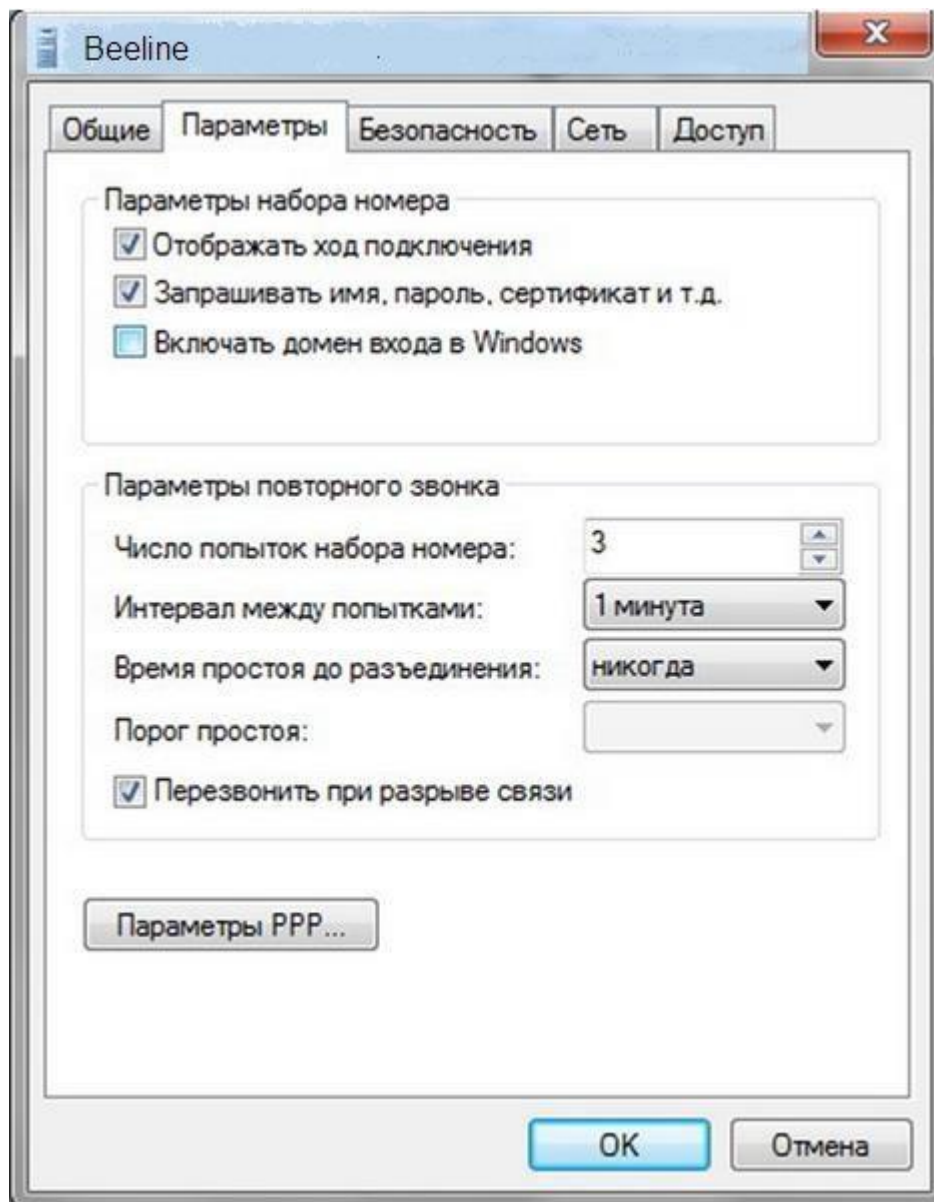 Beeline
Общие Параметры Безопасность Сеть Доступ
Параметры набора номера
Отображать ход подключения
Запрашивать имя, пароль, сертификат и т.д.
Включать домен входа в Windows
Параметры повторного звонка
Число попыток набора номера: 3
Интервал между попытками: 1 минута
Время простоя до разъединения: никогда
Порог простоя:
Перезвонить при разрыве связи
Параметры PPP...
OK Отмена